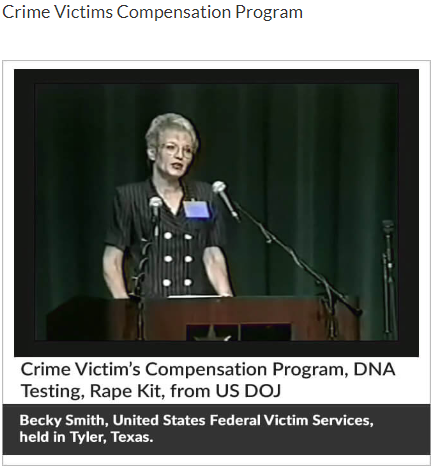 Crime Victims Compensation Program
Crime Victim's Compensation Program, DNA
Testing, Rape Kit, from US DOJ
Becky Smith, United States Federal Victim Services,
held in Tyler, Texas.